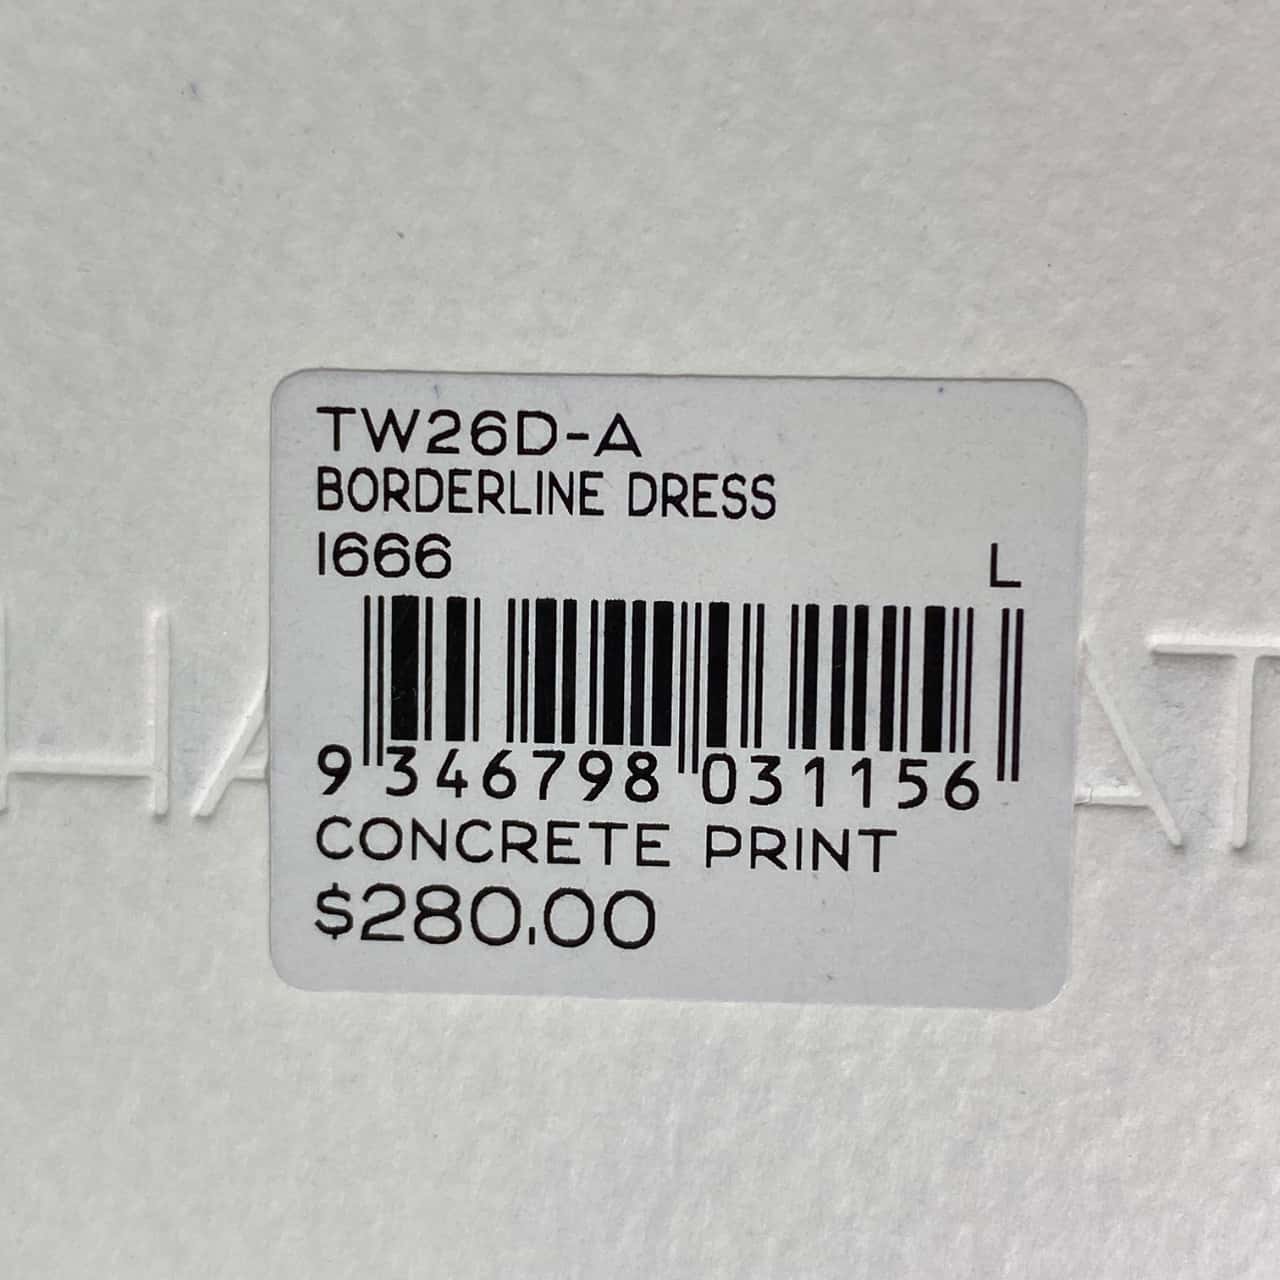 TW26D-A
BORDERLINE DRESS
1666 L
9 346798 031156
CONCRETE PRINT
$280.00